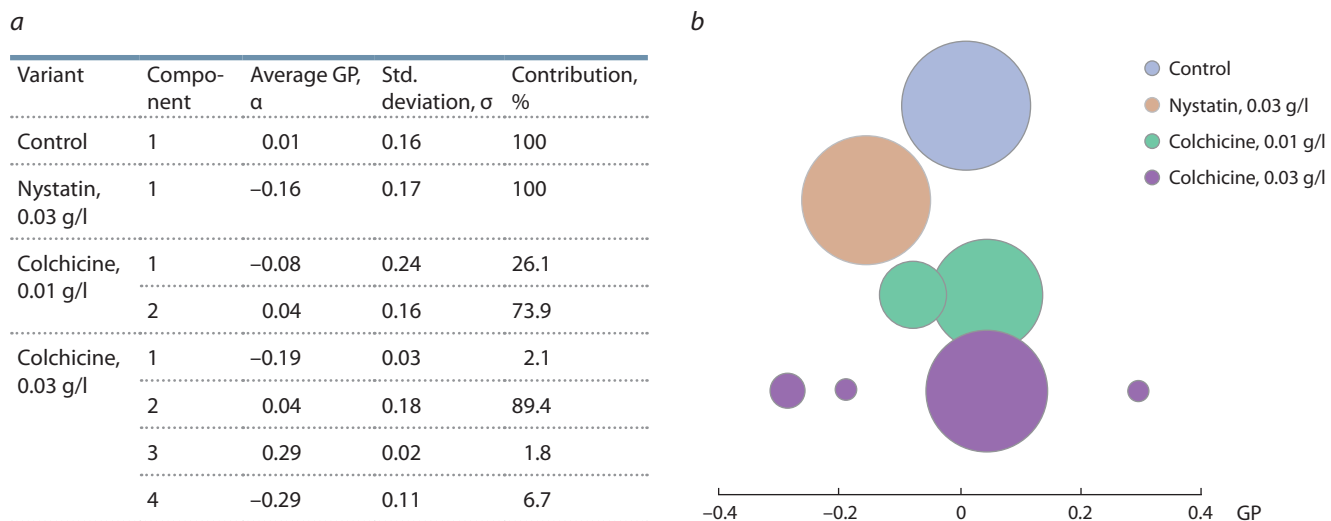 a
Variant Compo- Average GP, Std. Contribution,
nent α deviation, σ %
Control 1 0.01 0.16 100
Nystatin, 1 –0.16 0.17 100
0.03 g/l
Colchicine, 1 –0.08 0.24 26.1
0.01 g/l
2 0.04 0.16 73.9
Colchicine, 1 –0.19 0.03 2.1
0.03 g/l
2 0.04 0.18 89.4
3 0.29 0.02 1.8
4 –0.29 0.11 6.7
b
Control
Nystatin, 0.03 g/l
Colchicine, 0.01 g/l
Colchicine, 0.03 g/l
–0.4 –0.2 0 0.2 0.4 GP